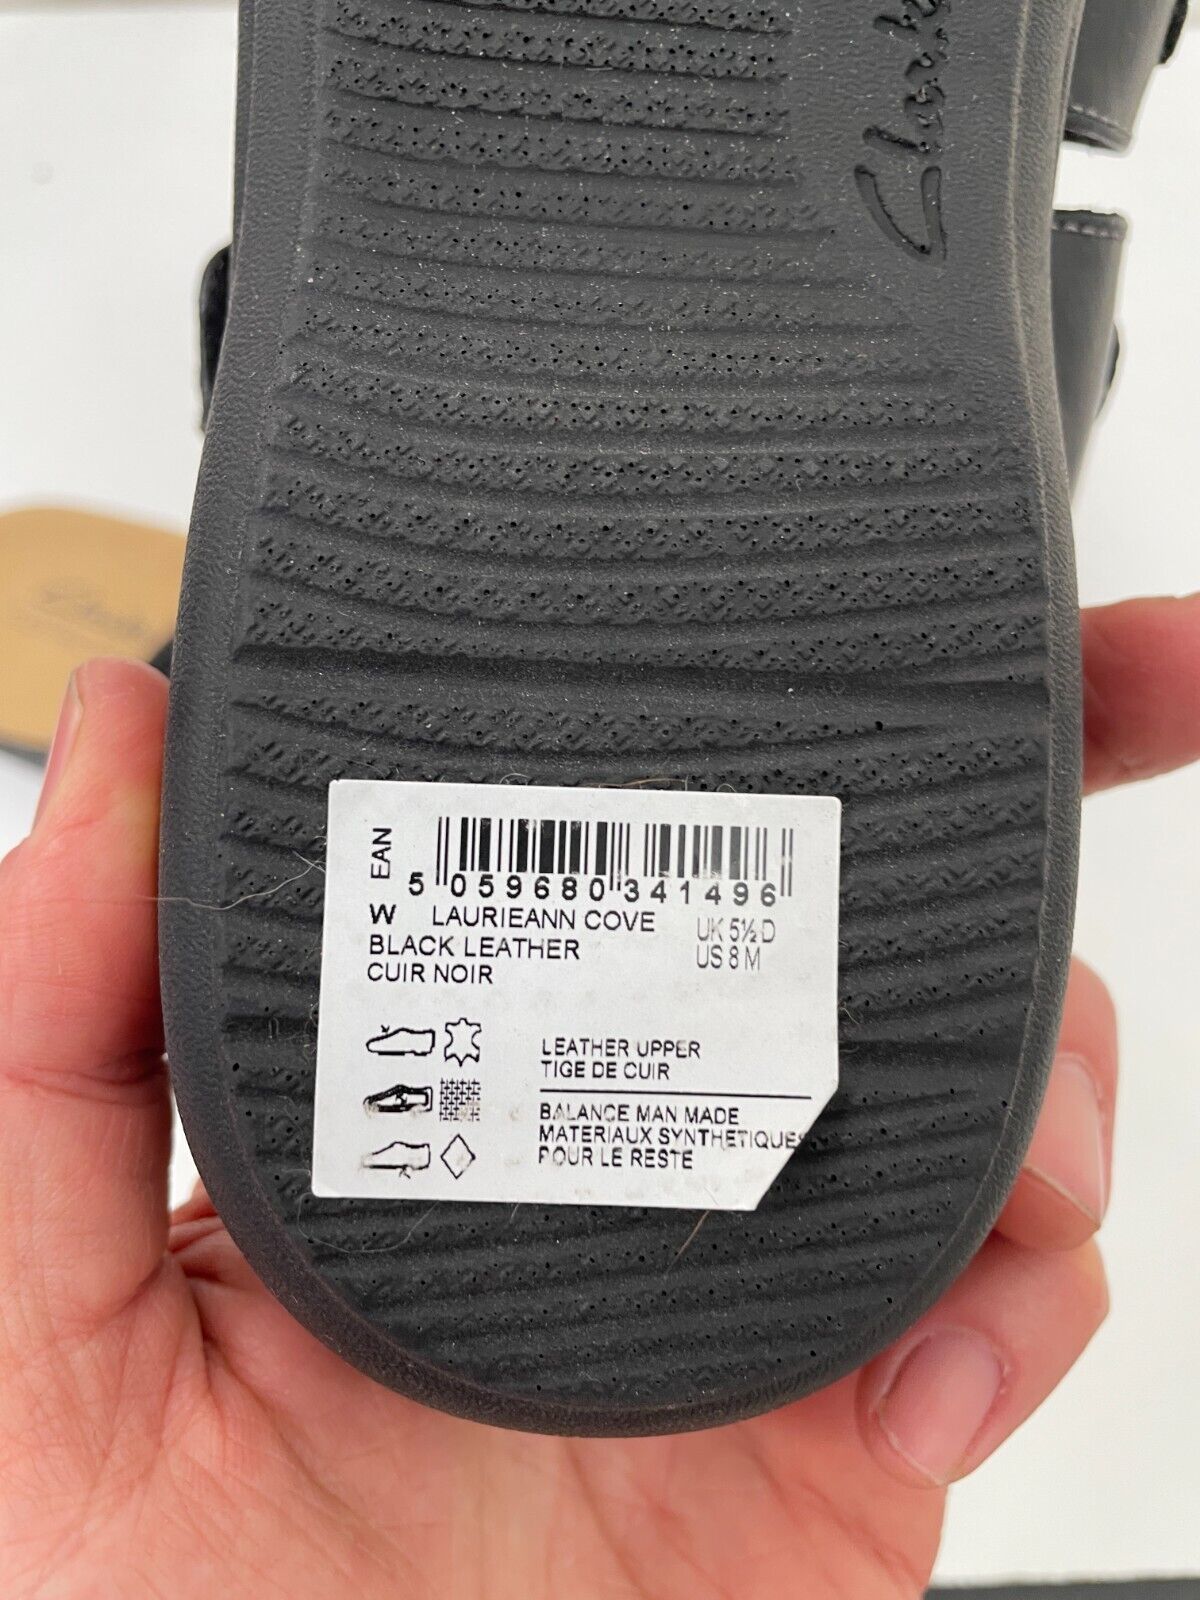 Clarks
EAN
5 059680 341496
W LAURIEANN COVE UK 5½ D
BLACK LEATHER US 8 M
CUIR NOIR
LEATHER UPPER
TIGE DE CUIR
BALANCE MAN MADE
MATERIAUX SYNTHETIQUES
POUR LE RESTE